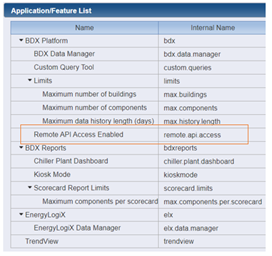 Application/Feature List
Name Internal Name
BDX Platform bdx
BDX Data Manager bdx.data.manager
Custom Query Tool custom.queries
Limits limits
Maximum number of buildings max.buildings
Maximum number of components max.components
Maximum data history length (days) max.history.length
Remote API Access Enabled remote.api.access
BDX Reports bdxreports
Chiller Plant Dashboard chiller.plant.dashboard
Kiosk Mode kioskmode
Scorecard Report Limits scorecard.limits
Maximum components per scorecard max.components.per.scorecard
EnergyLogiX elx
EnergyLogiX Data Manager elx.data.manager
TrendView trendview